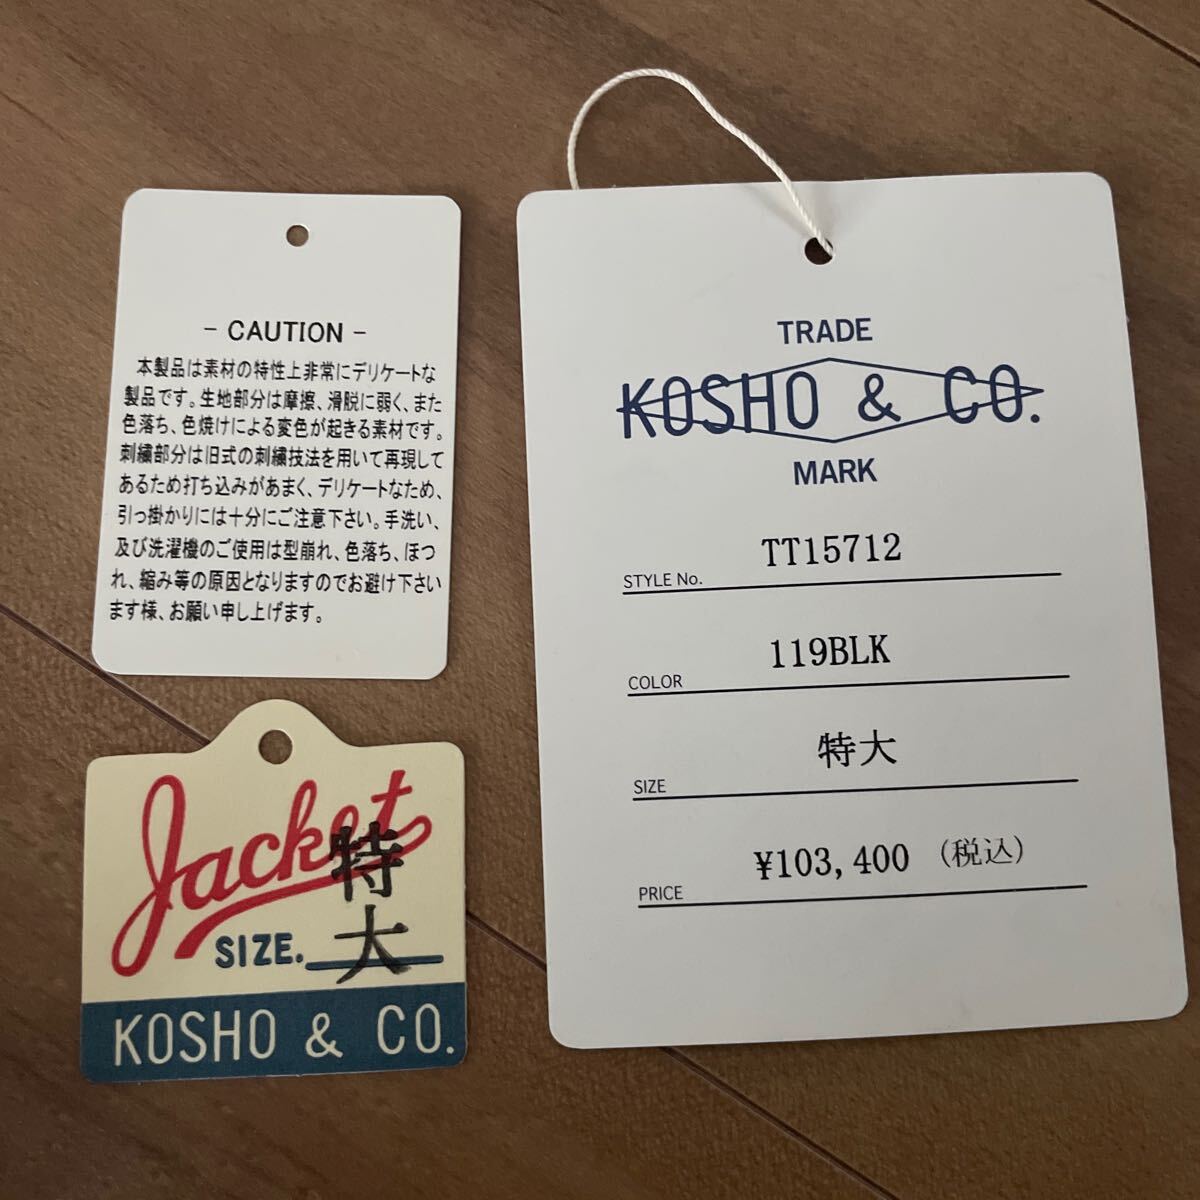 - CAUTION -
本製品は素材の特性上非常にデリケートな
製品です。生地部分は摩擦、滑脱に弱く、また
色落ち、色焼けによる変色が起きる素材です。
刺繍部分は旧式の刺繍技法を用いて再現して
あるため打ち込みがあまく、デリケートなため、
引っ掛かりには十分にご注意下さい。手洗い、
及び洗濯機のご使用は型崩れ、色落ち、ほつ
れ、縮み等の原因となりますのでお避け下さい
ます様、お願い申し上げます。
Jacket
SIZE. 特大
KOSHO & CO.
TRADE
KOSHO & CO.
MARK
STYLE No. TT15712
COLOR 119BLK
SIZE 特大
PRICE ¥103,400 (税込)